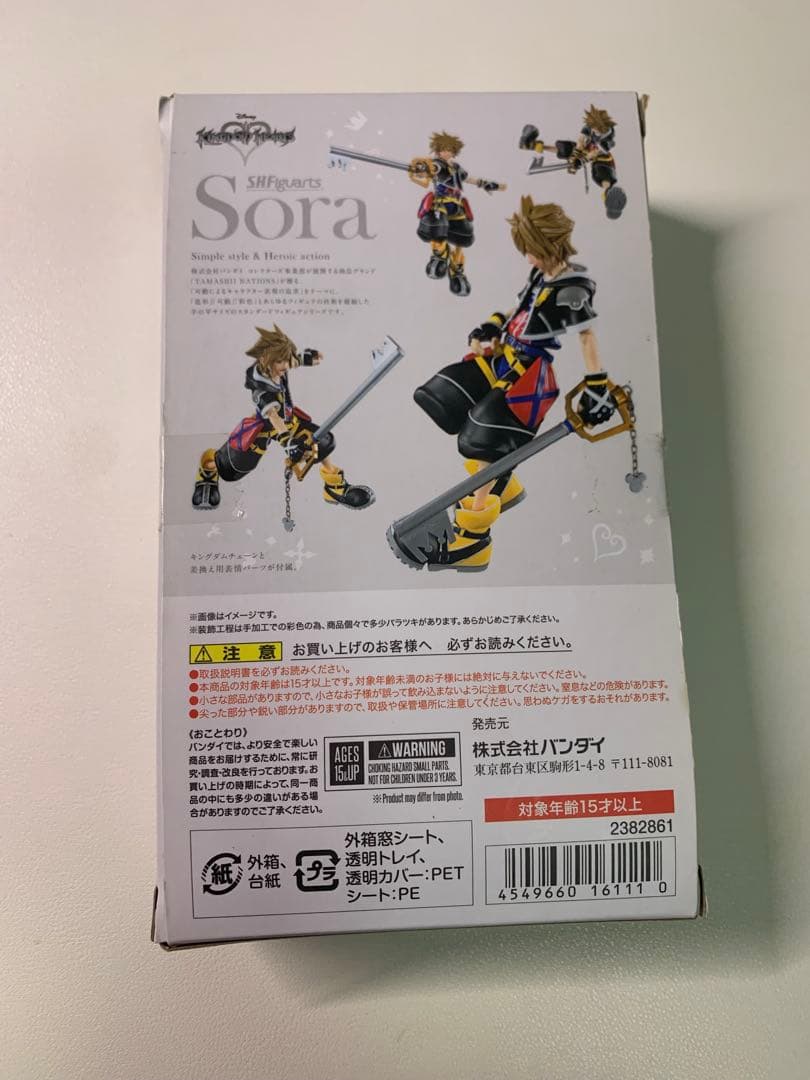 Disney
KINGDOM HEARTS
S.H.Figuarts
Sora
Simple style & Heroic action
株式会社バンダイ コレクターズ事業部が展開する商品ブランド
「TAMASHII NATIONS」が贈る、
「可動によるキャラクター表現の追求」をテーマに、
「造形」「可動」「彩色」とあらゆるフィギュアの技術を凝縮した
手の平サイズのスタンダードフィギュアシリーズです。
キングダムチェーンと
差換え用表情パーツが付属。
※画像はイメージです。
※装飾工程は手加工での彩色の為、商品個々で多少バラツキがあります。あらかじめご了承ください。
注意 お買い上げのお客様へ 必ずお読みください。
●取扱説明書を必ずお読みください。
●本商品の対象年齢は15才以上です。対象年齢未満のお子様には絶対に与えないでください。
●小さな部品がありますので、小さなお子様が誤って飲み込まないように注意してください。窒息などの危険があります。
●尖った部分や鋭い部分がありますので、取扱や保管場所に注意してください。思わぬケガをするおそれがあります。
《おことわり》
バンダイでは、より安全で楽しい
商品をお届けするために、常に研
究・調査・改良を行っております。お
買い上げの時期によって、同一商
品の中にも多少の違いがある場
合がありますのでご了承ください。
AGES
15&UP
WARNING
CHOKING HAZARD SMALL PARTS.
NOT FOR CHILDREN UNDER 3 YEARS.
※Product may differ from photo.
発売元
株式会社バンダイ
東京都台東区駒形1-4-8 〒111-8081
対象年齢15才以上
2382861
紙
外箱、
台紙
プラ
外箱窓シート、
透明トレイ、
透明カバー:PET
シート:PE
4549660 16111 0